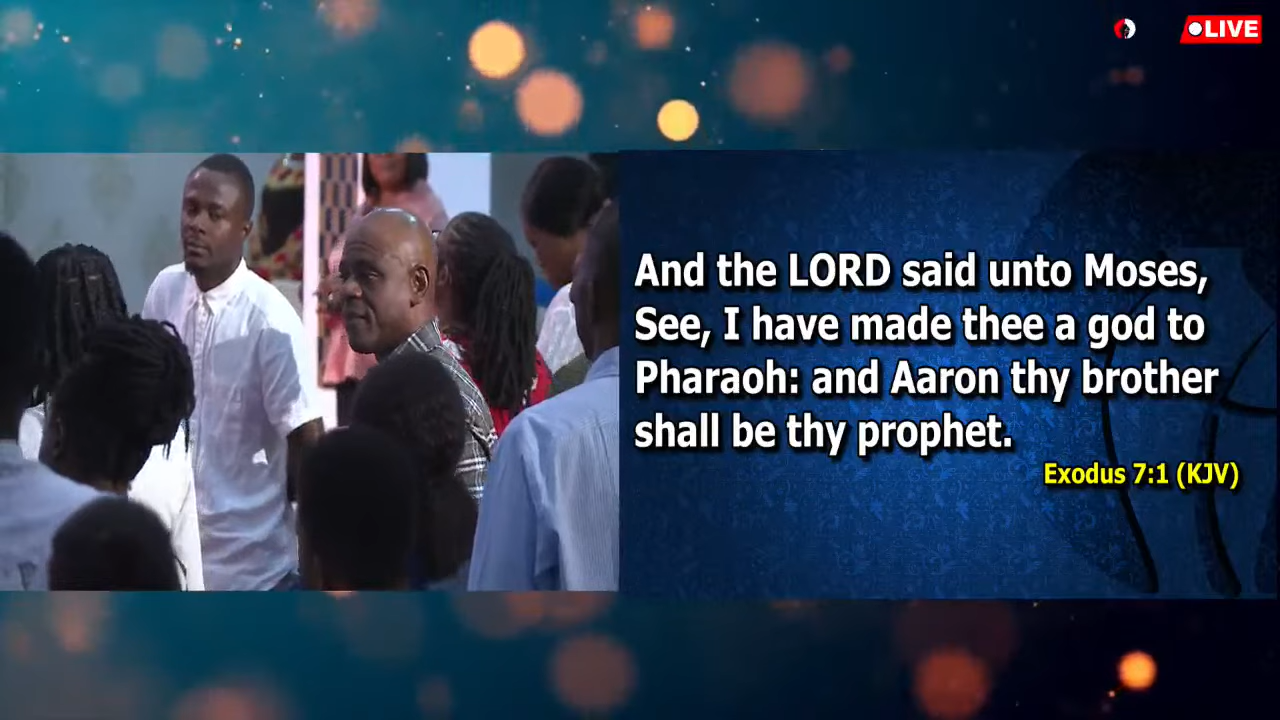 LIVE
And the LORD said unto Moses,
See, I have made thee a god to
Pharaoh: and Aaron thy brother
shall be thy prophet.
Exodus 7:1 (KJV)